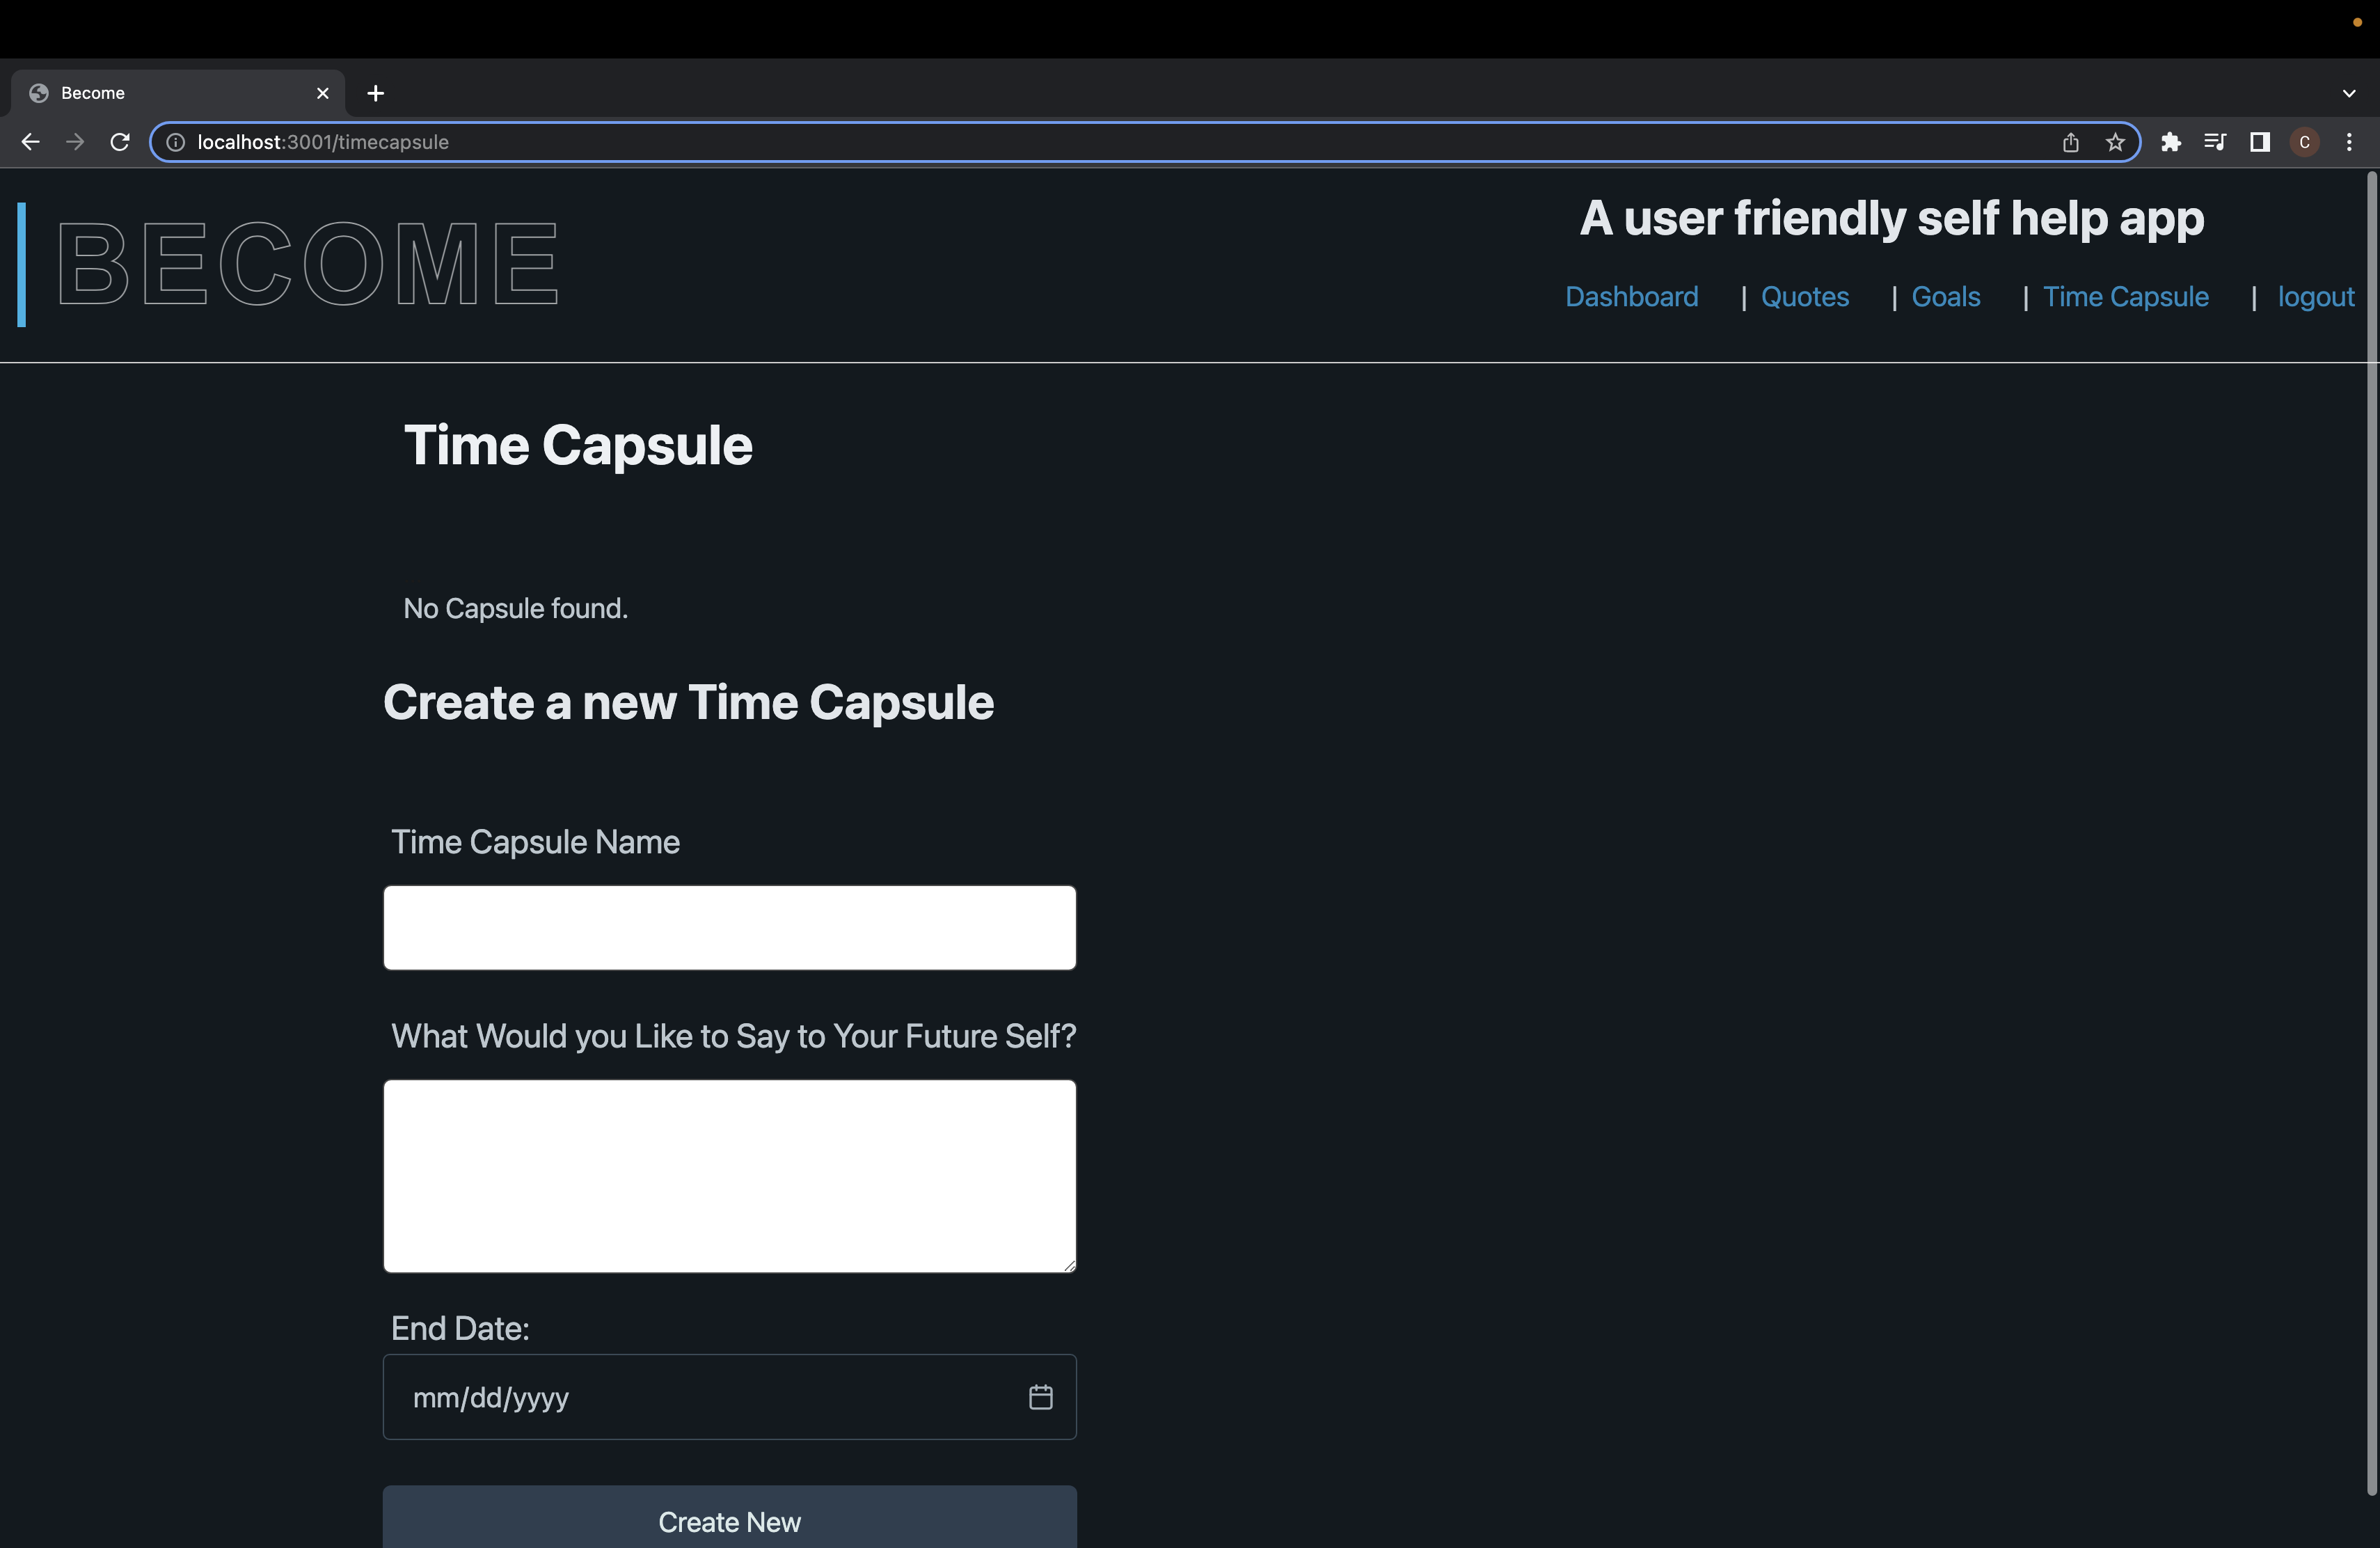 Become
localhost:3001/timecapsule
C
BECOME
A user friendly self help app
Dashboard | Quotes | Goals | Time Capsule | logout
Time Capsule
No Capsule found.
Create a new Time Capsule
Time Capsule Name
What Would you Like to Say to Your Future Self?
End Date:
mm/dd/yyyy
Create New